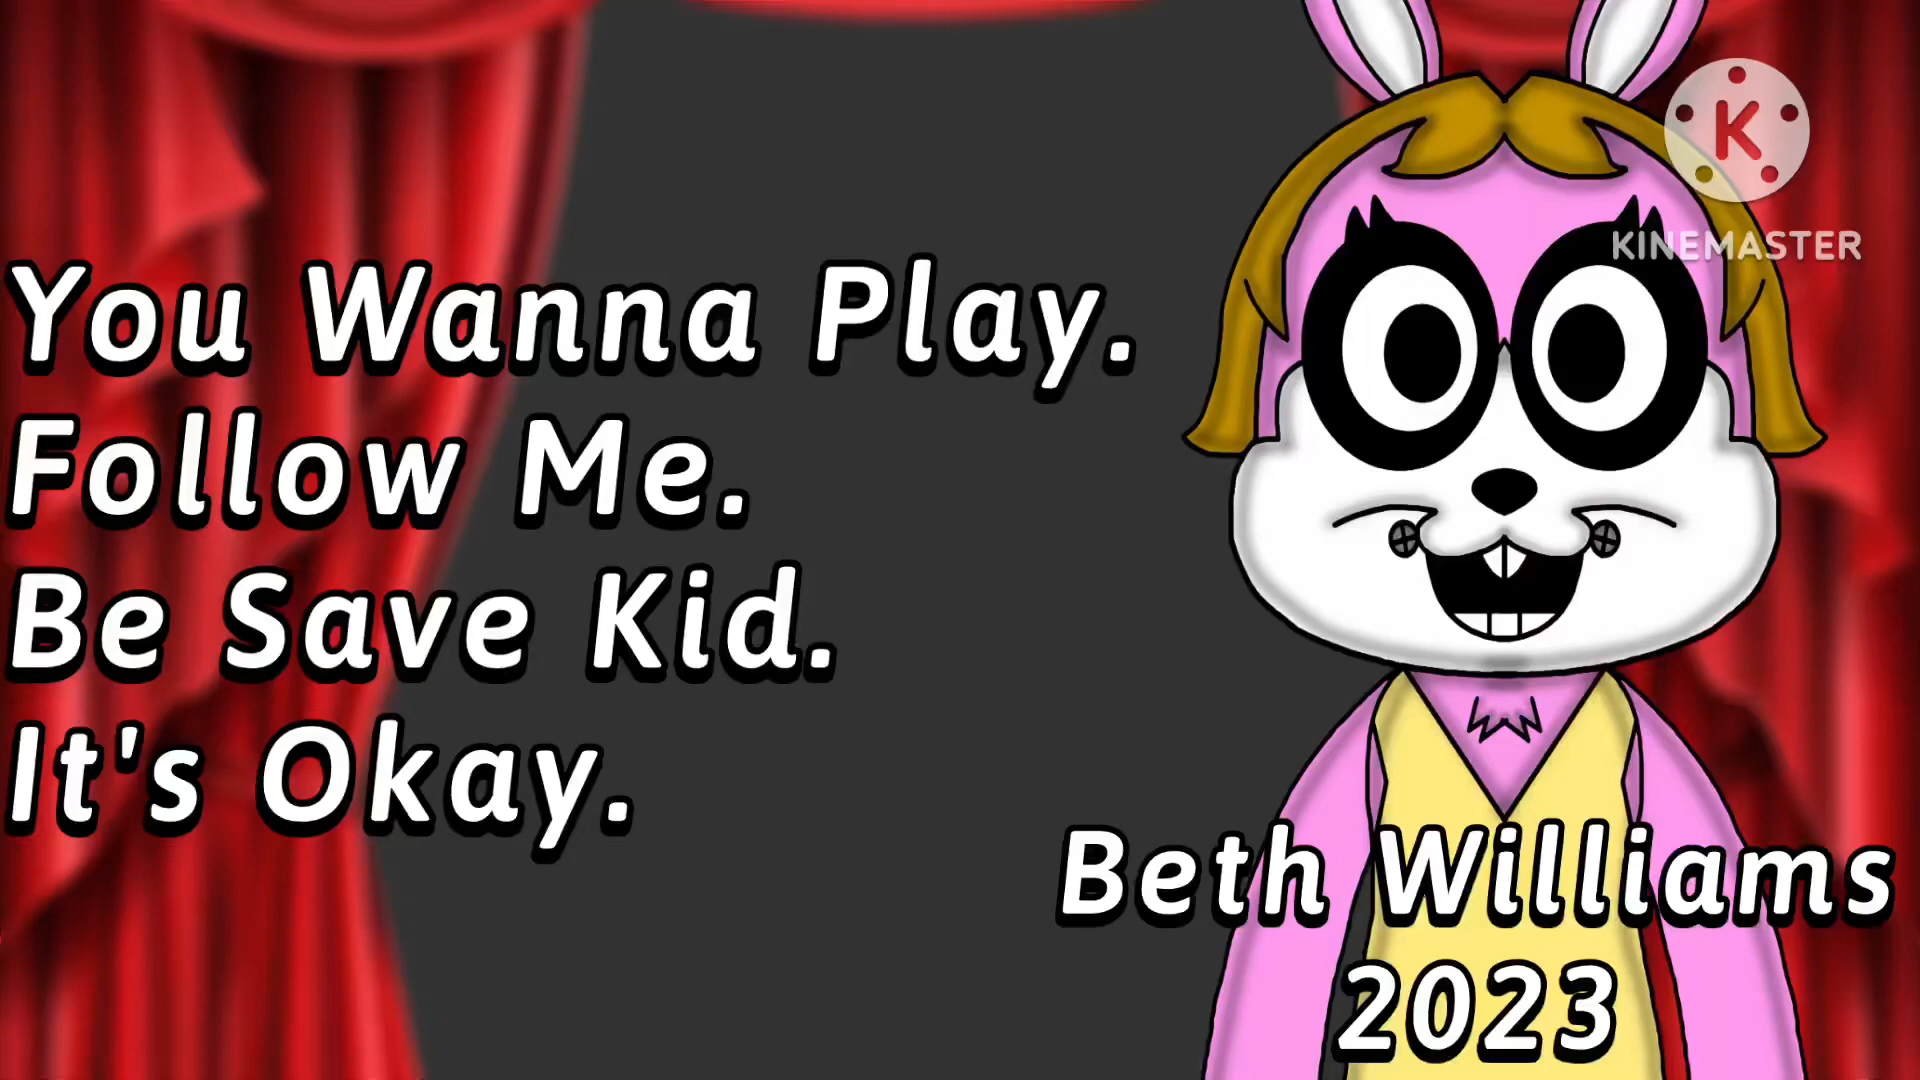 K
KINEMASTER
You Wanna Play.
Follow Me.
Be Save Kid.
It's Okay.
Beth Williams
2023